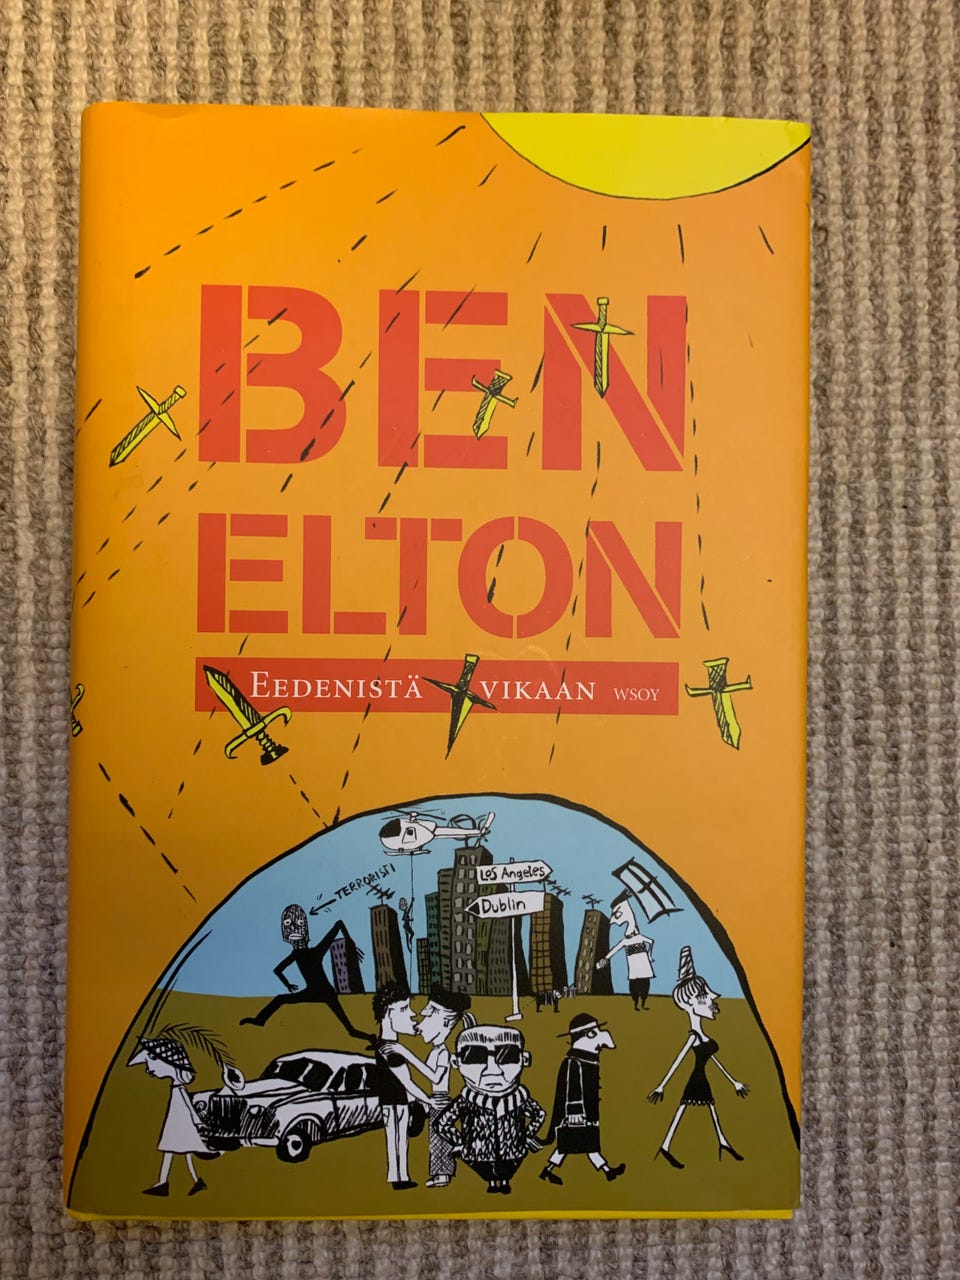 BEN
ELTON
EEDENISTÄ VIKAAN WSOY
Los Angeles
Dublin
TERRORISTI